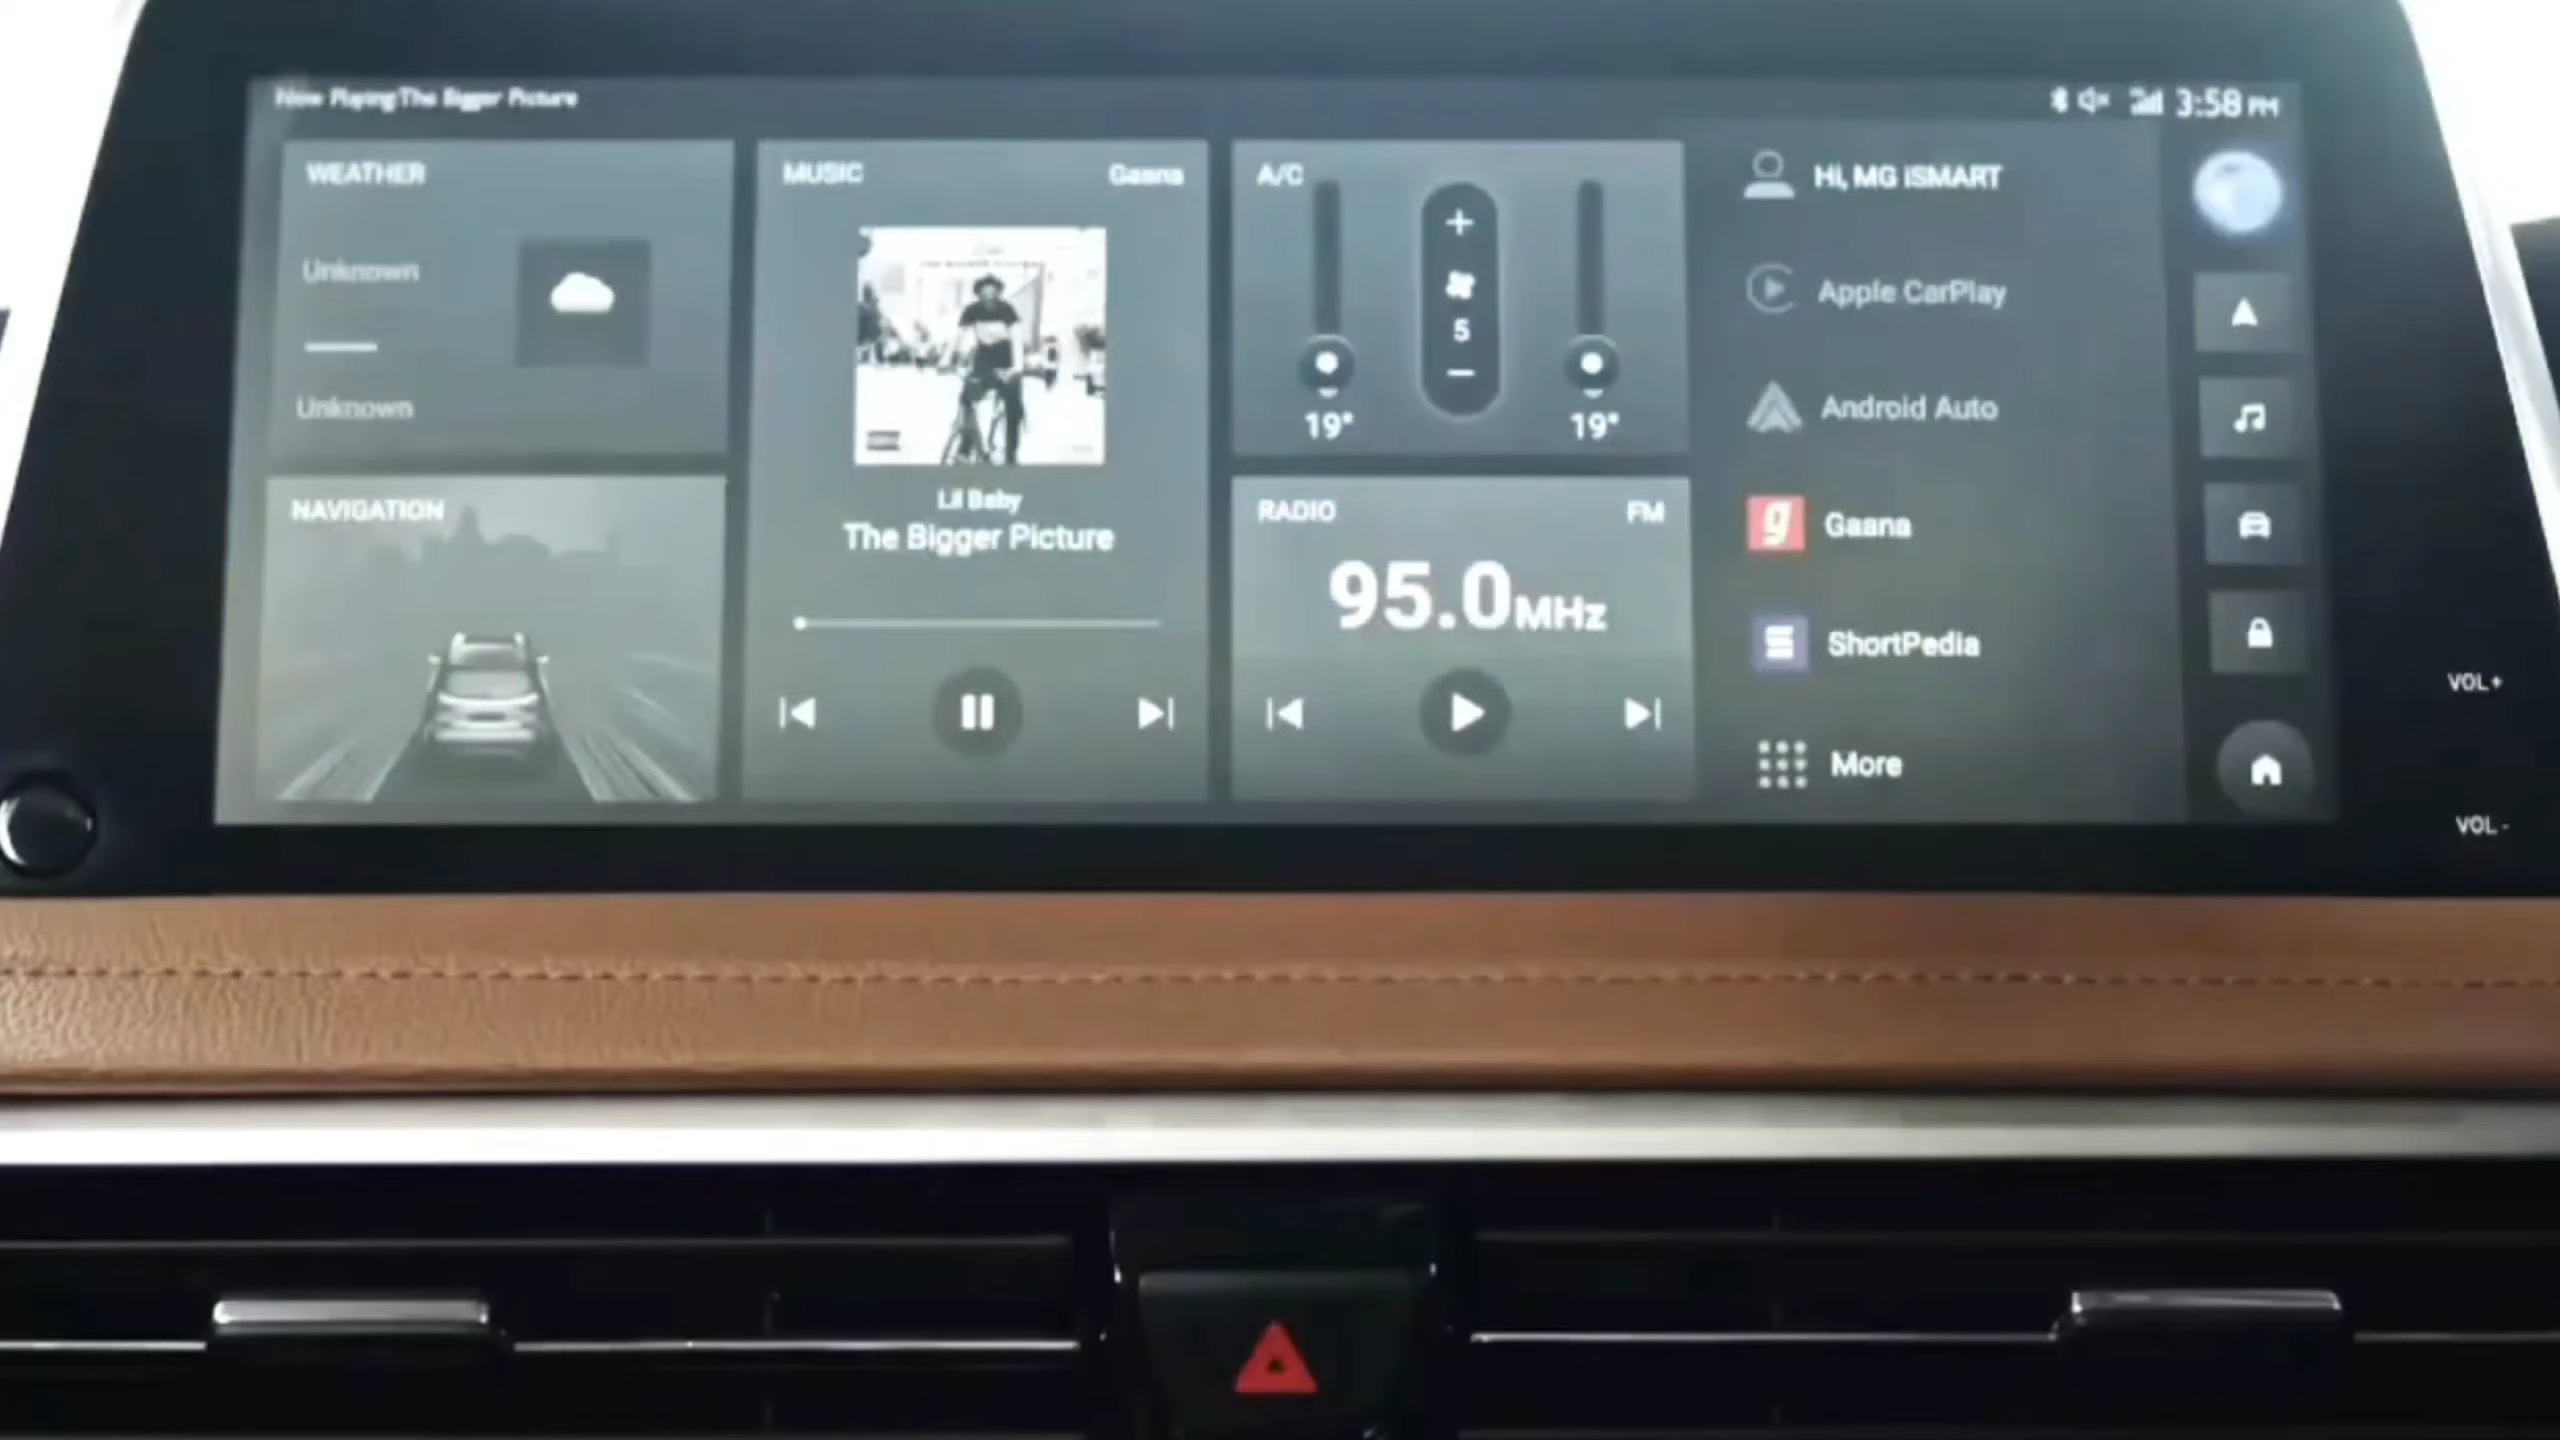 Now Playing:The Bigger Picture
3:58 PM
WEATHER
Unknown
Unknown
NAVIGATION
MUSIC
Gaana
Lil Baby
The Bigger Picture
A/C
+
5
19°
19°
RADIO
FM
95.0MHz
Hi, MG iSMART
Apple CarPlay
Android Auto
g
Gaana
ShortPedia
More
VOL+
VOL-